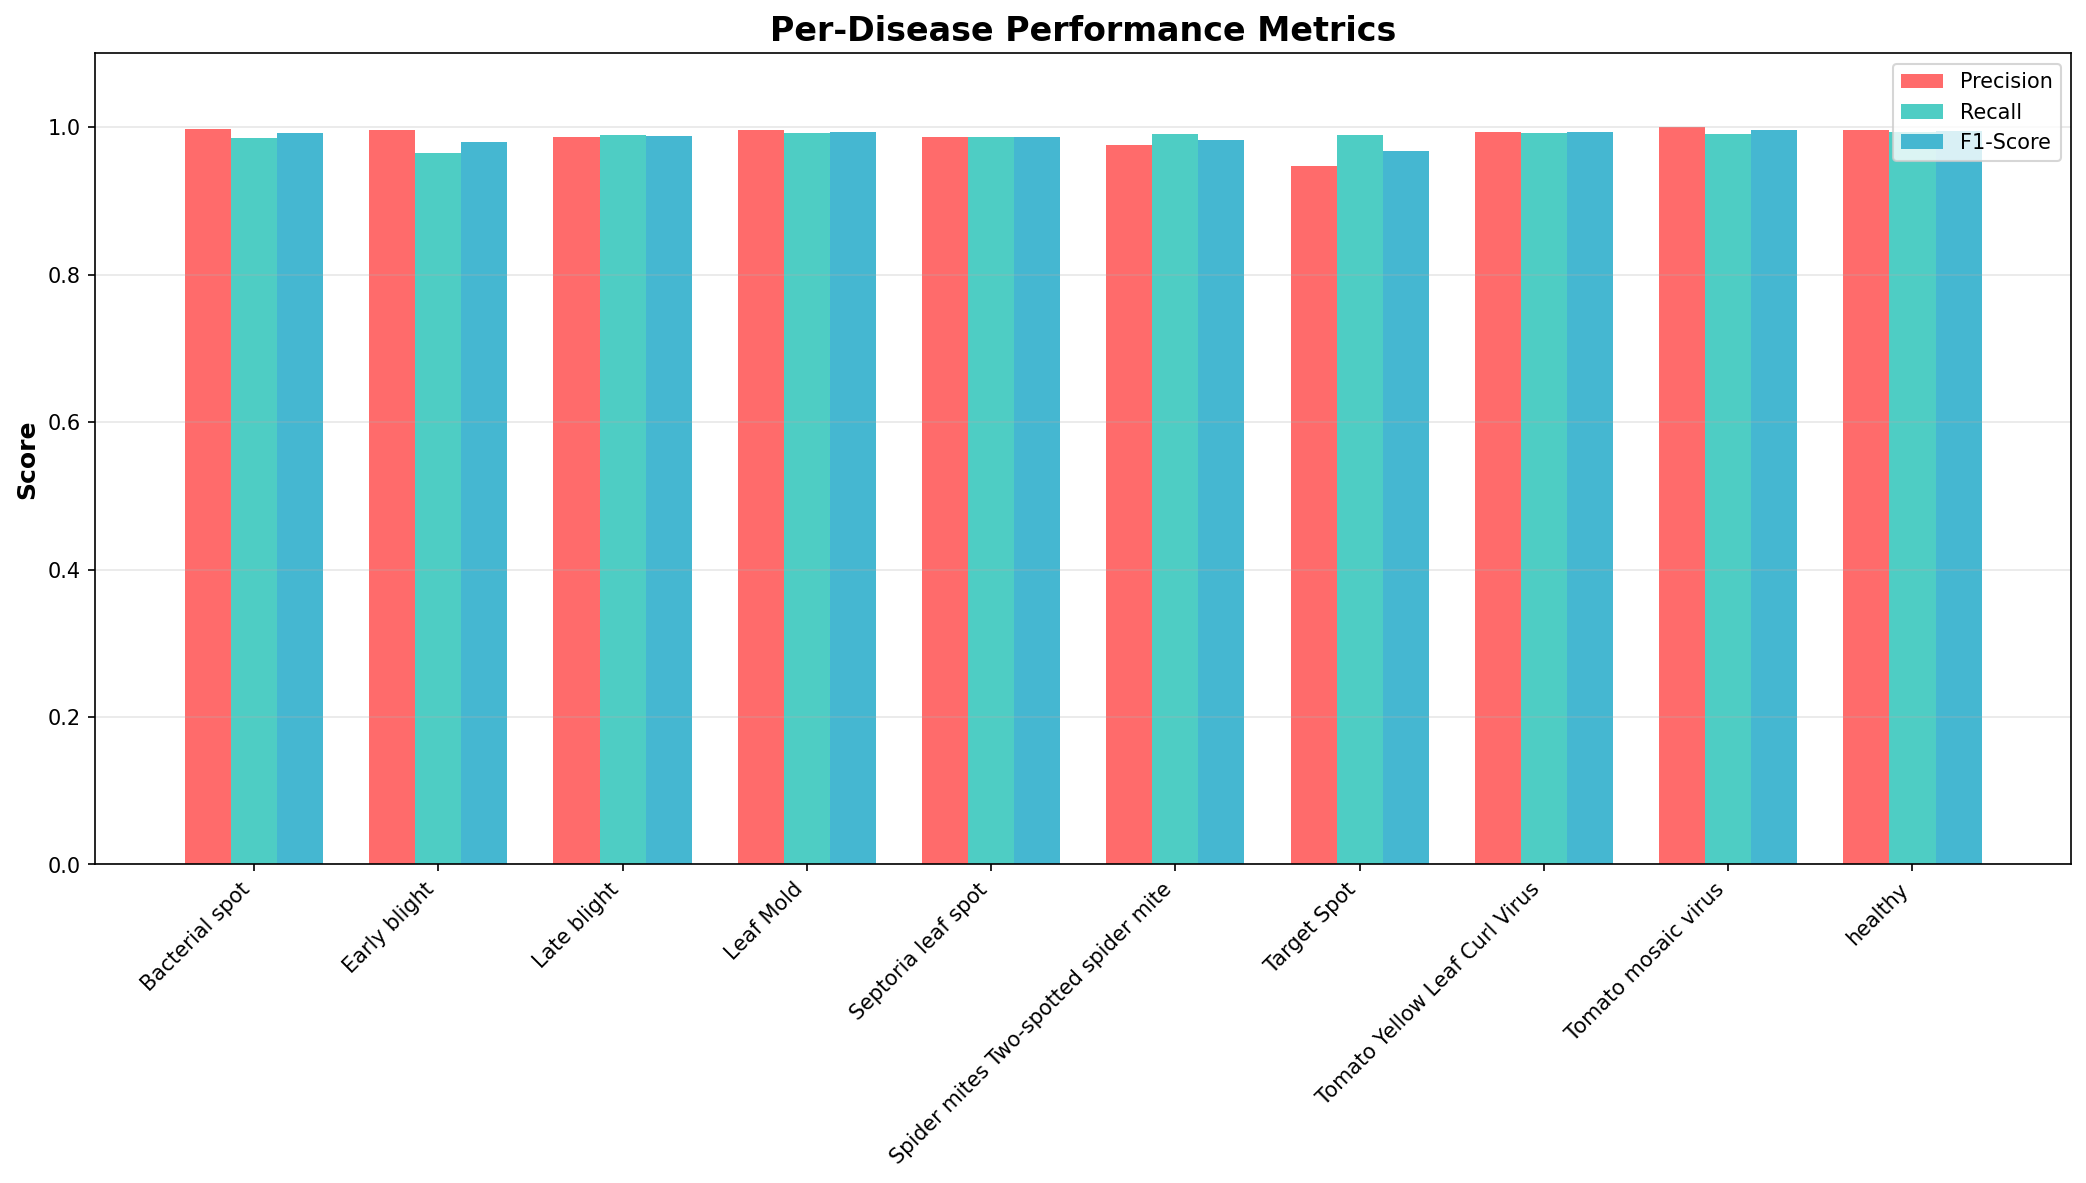 Per-Disease Performance Metrics
Precision
Recall
F1-Score
Score
1.0
0.8
0.6
0.4
0.2
0.0
Bacterial spot
Early blight
Late blight
Leaf Mold
Septoria leaf spot
Spider mites Two-spotted spider mite
Target Spot
Tomato Yellow Leaf Curl Virus
Tomato mosaic virus
healthy